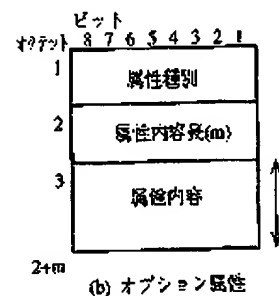 ビット
オクテット 8 7 6 5 4 3 2 1
1 属性種別
2 属性内容長(m)
3 属性内容
2+m
(b) オプション属性